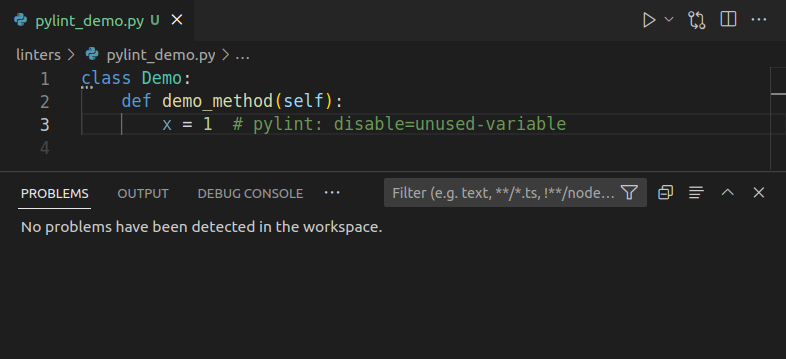 pylint_demo.py U
linters > pylint_demo.py > ...
1 class Demo:
2     def demo_method(self):
3         x = 1  # pylint: disable=unused-variable
4
PROBLEMS OUTPUT DEBUG CONSOLE ... Filter (e.g. text, **/*.ts, !**/node...
No problems have been detected in the workspace.